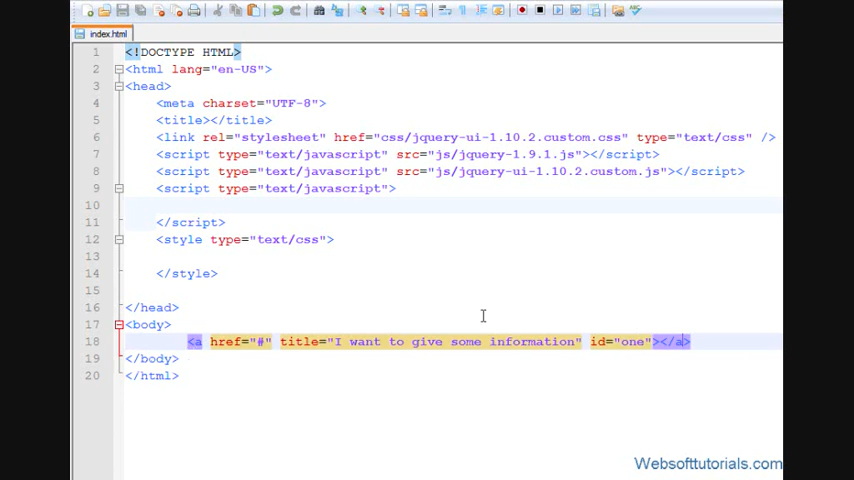 index.html
1 <!DOCTYPE HTML>
2 <html lang="en-US">
3 <head>
4 <meta charset="UTF-8">
5 <title></title>
6 <link rel="stylesheet" href="css/jquery-ui-1.10.2.custom.css" type="text/css" />
7 <script type="text/javascript" src="js/jquery-1.9.1.js"></script>
8 <script type="text/javascript" src="js/jquery-ui-1.10.2.custom.js"></script>
9 <script type="text/javascript">
10
11 </script>
12 <style type="text/css">
13
14 </style>
15
16 </head>
17 <body>
18 <a href="#" title="I want to give some information" id="one"></a>
19 </body>
20 </html>
Websofttutorials.com